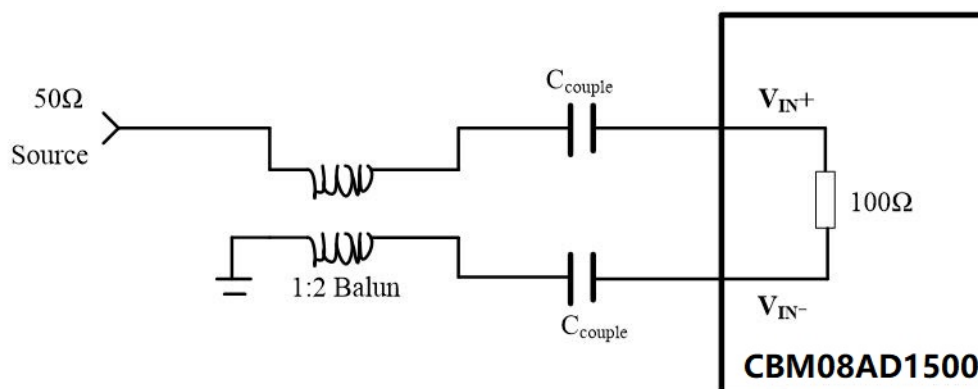 C_couple
50Ω
V_IN+
Source
100Ω
1:2 Balun
V_IN-
C_couple
CBM08AD1500